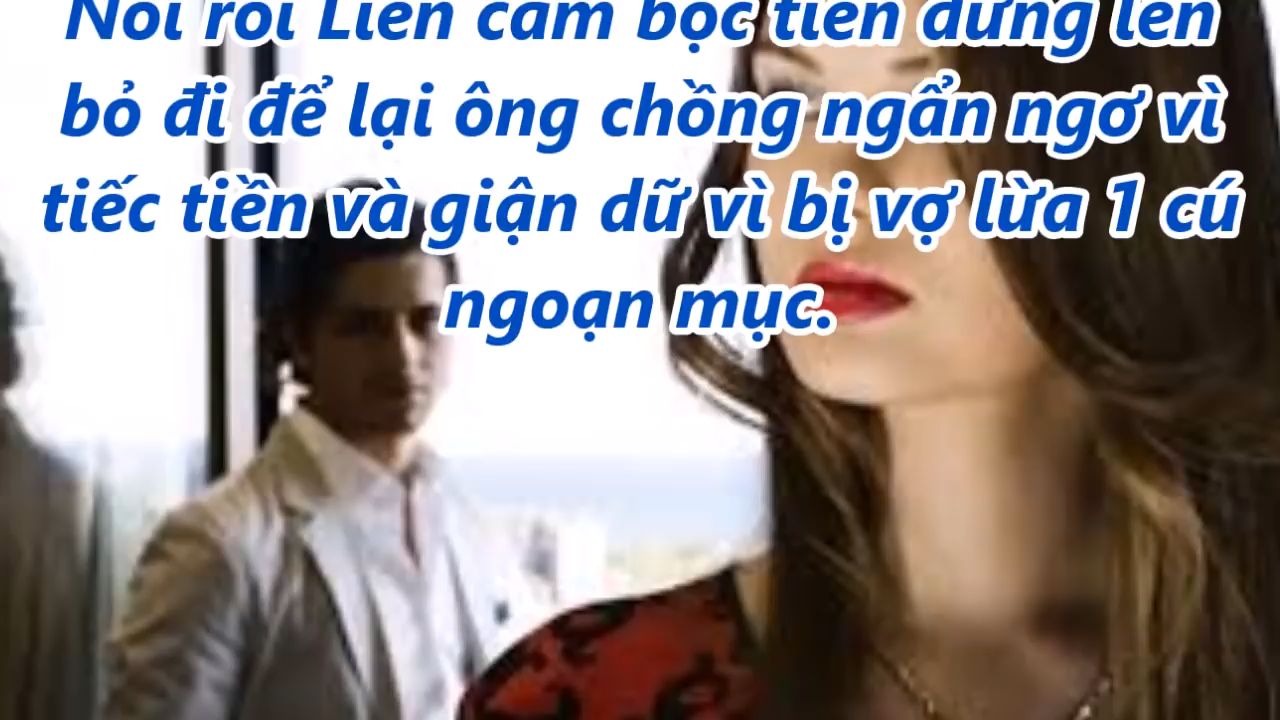 Nói rồi Liên cầm bọc tiền đứng lên
bỏ đi để lại ông chồng ngẩn ngơ vì
tiếc tiền và giận dữ vì bị vợ lừa 1 cú
ngoạn mục.